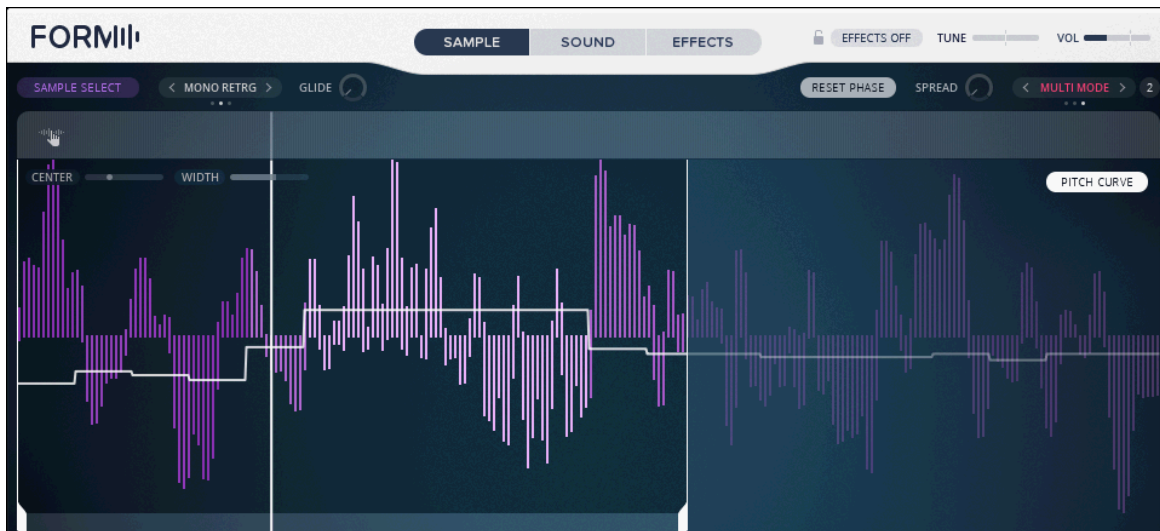 FORM
SAMPLE SOUND EFFECTS EFFECTS OFF TUNE VOL
SAMPLE SELECT < MONO RETRG > GLIDE RESET PHASE SPREAD < MULTI MODE > 2
CENTER WIDTH PITCH CURVE